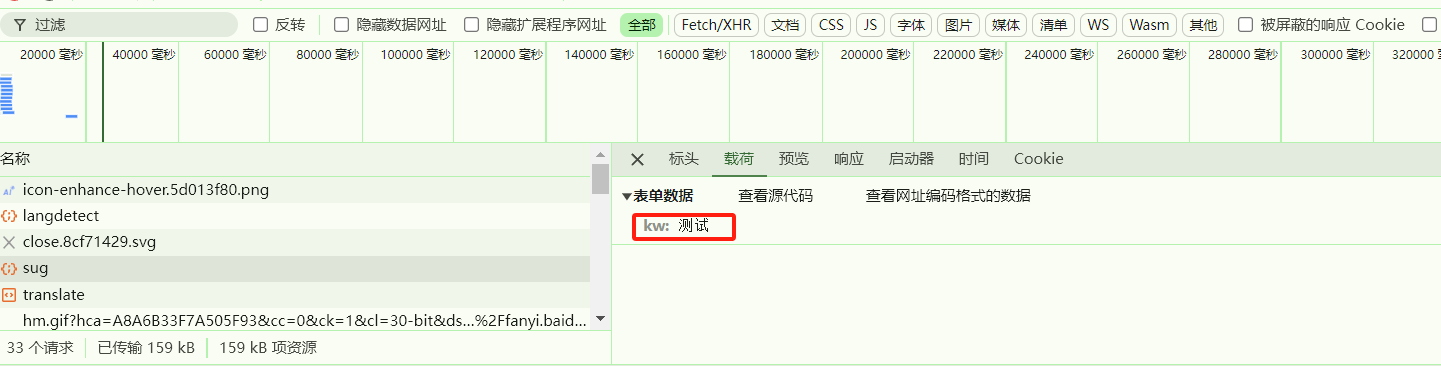 过滤 反转 隐藏数据网址 隐藏扩展程序网址 全部 Fetch/XHR 文档 CSS JS 字体 图片 媒体 清单 WS Wasm 其他 被屏蔽的响应 Cookie
20000 毫秒 40000 毫秒 60000 毫秒 80000 毫秒 100000 毫秒 120000 毫秒 140000 毫秒 160000 毫秒 180000 毫秒 200000 毫秒 220000 毫秒 240000 毫秒 260000 毫秒 280000 毫秒 300000 毫秒 320000 毫
名称
icon-enhance-hover.5d013f80.png
langdetect
close.8cf71429.svg
sug
translate
hm.gif?hca=A8A6B33F7A505F93&cc=0&ck=1&cl=30-bit&ds...%2Ffanyi.baid...
33 个请求 已传输 159 kB 159 kB 项资源
标头 载荷 预览 响应 启动器 时间 Cookie
表单数据 查看源代码 查看网址编码格式的数据
kw: 测试